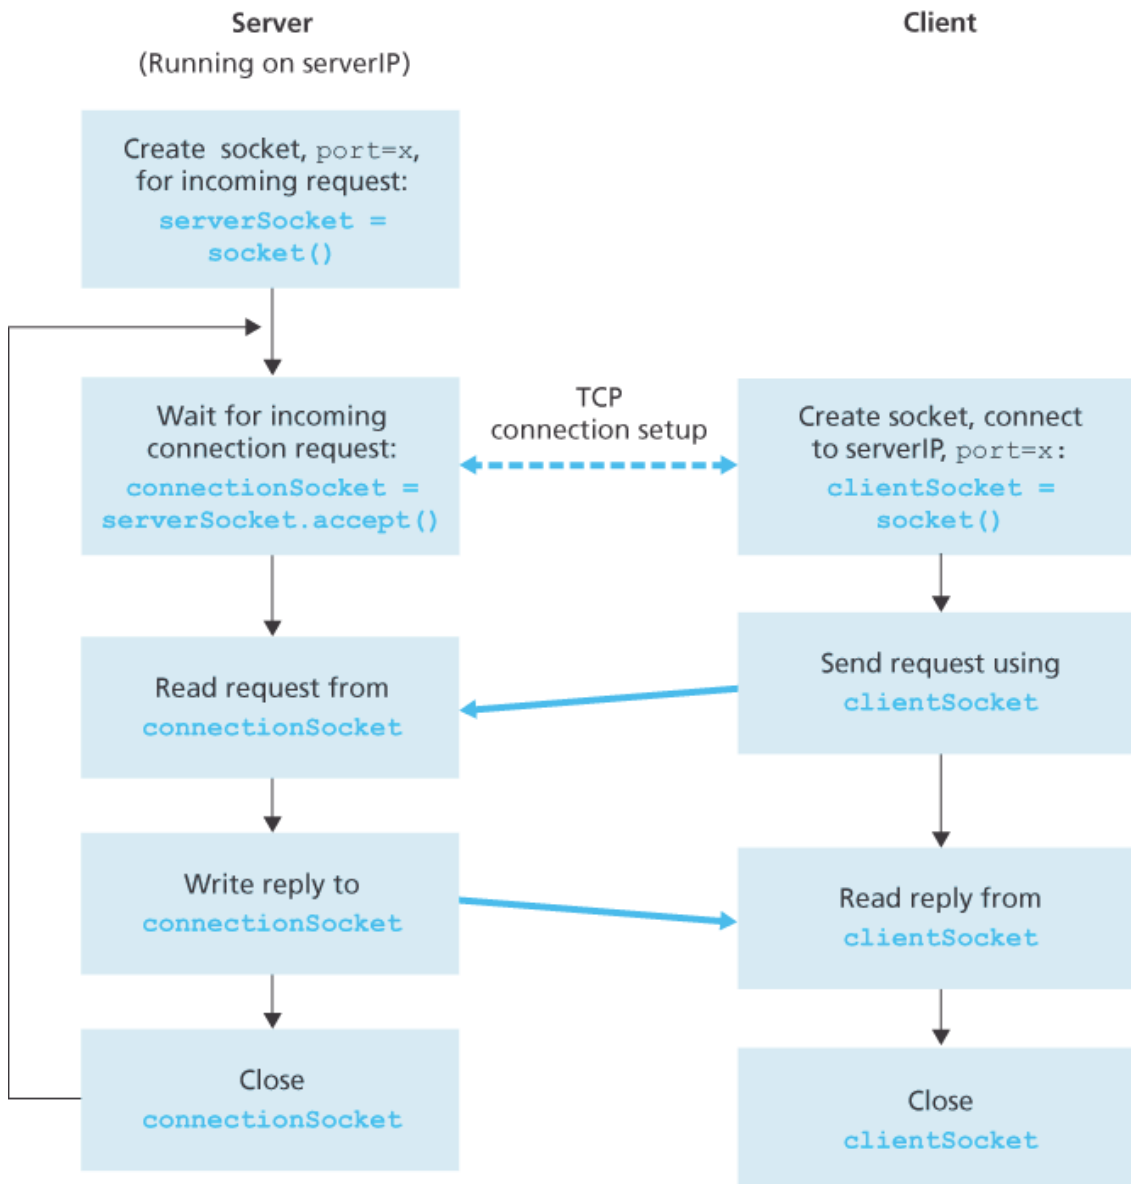 Server
(Running on serverIP)
Client
Create socket, port=x,
for incoming request:
serverSocket =
socket()
Wait for incoming
connection request:
connectionSocket =
serverSocket.accept()
TCP
connection setup
Create socket, connect
to serverIP, port=x:
clientSocket =
socket()
Read request from
connectionSocket
Send request using
clientSocket
Write reply to
connectionSocket
Read reply from
clientSocket
Close
connectionSocket
Close
clientSocket